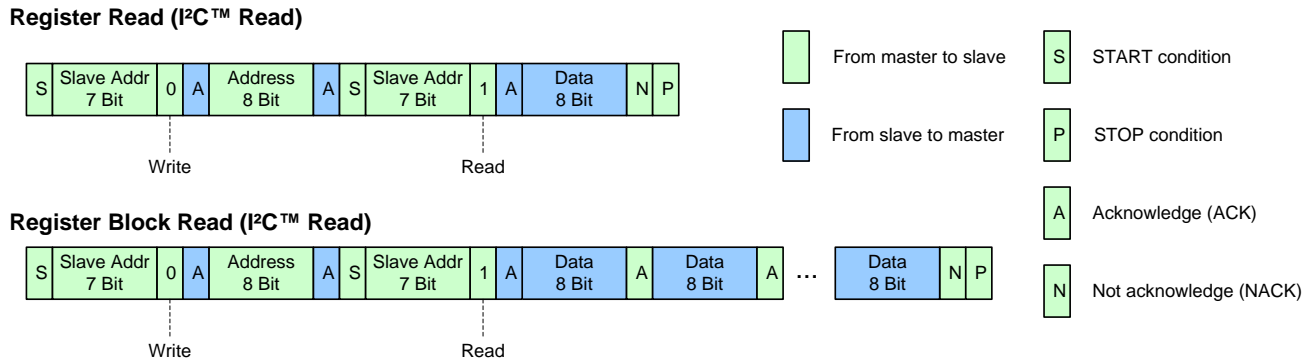 Register Read (I²C™ Read)
S Slave Addr 7 Bit 0 A Address 8 Bit A S Slave Addr 7 Bit 1 A Data 8 Bit N P
Write Read
Register Block Read (I²C™ Read)
S Slave Addr 7 Bit 0 A Address 8 Bit A S Slave Addr 7 Bit 1 A Data 8 Bit A Data 8 Bit A ... Data 8 Bit N P
Write Read
From master to slave
From slave to master
S START condition
P STOP condition
A Acknowledge (ACK)
N Not acknowledge (NACK)